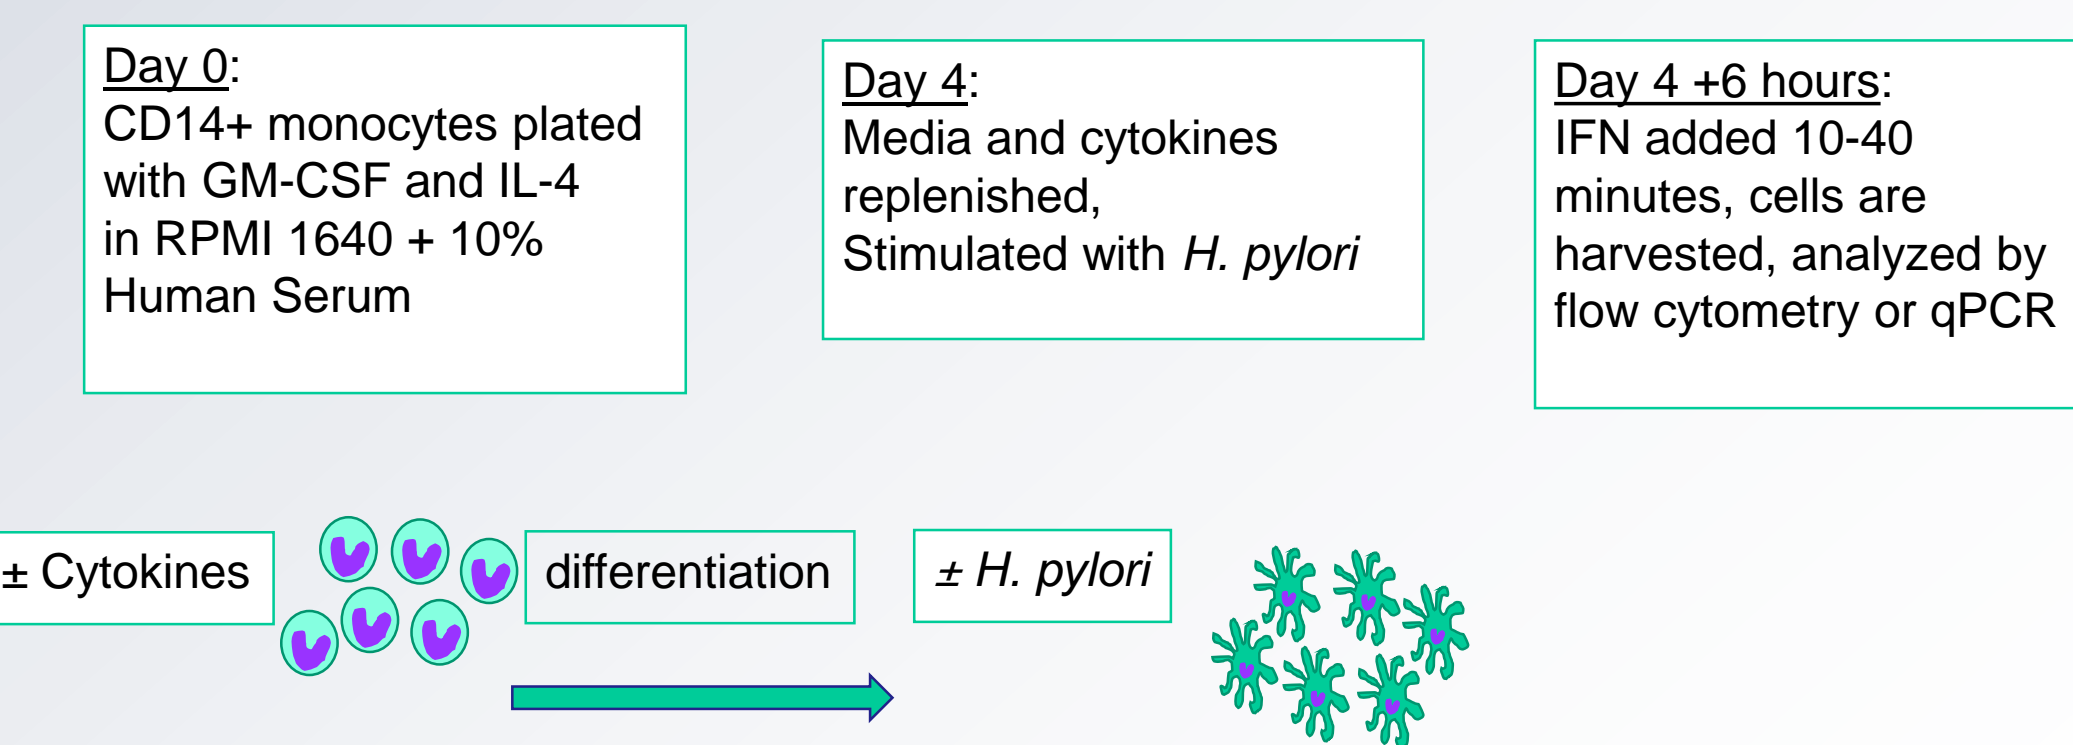 Day 0:
CD14+ monocytes plated
with GM-CSF and IL-4
in RPMI 1640 + 10%
Human Serum
Day 4:
Media and cytokines
replenished,
Stimulated with H. pylori
Day 4 +6 hours:
IFN added 10-40
minutes, cells are
harvested, analyzed by
flow cytometry or qPCR
± Cytokines
differentiation
± H. pylori